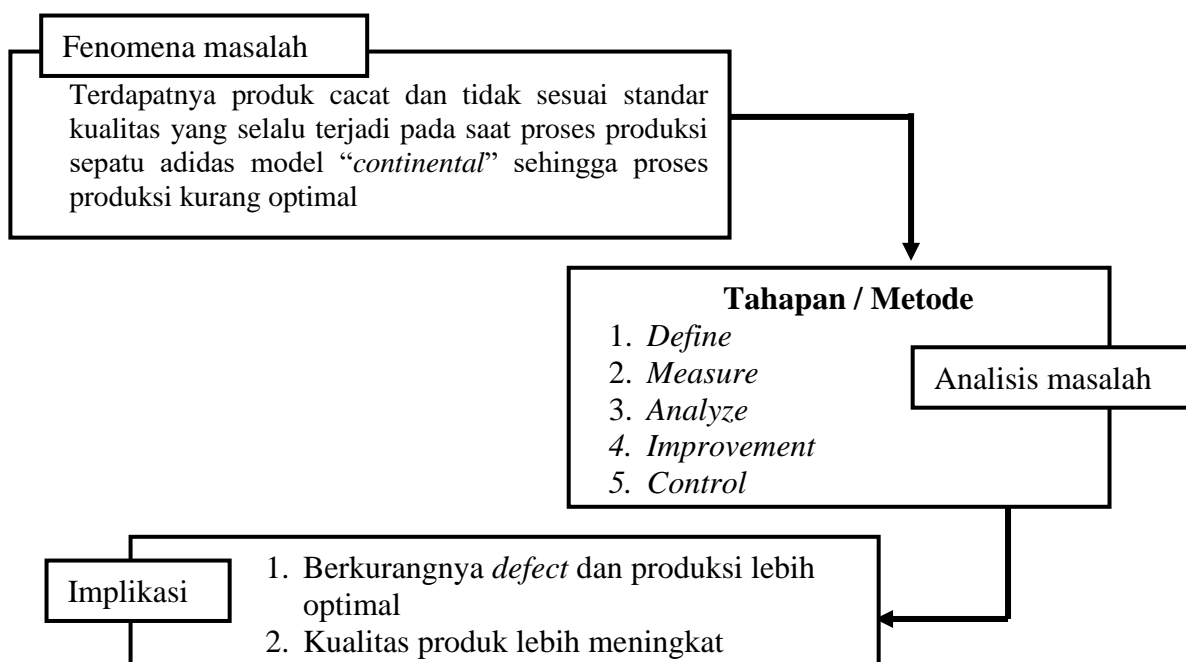 Fenomena masalah
Terdapatnya produk cacat dan tidak sesuai standar
kualitas yang selalu terjadi pada saat proses produksi
sepatu adidas model “continental” sehingga proses
produksi kurang optimal
Tahapan / Metode
1. Define
2. Measure
3. Analyze
4. Improvement
5. Control
Analisis masalah
Implikasi
1. Berkurangnya defect dan produksi lebih
optimal
2. Kualitas produk lebih meningkat